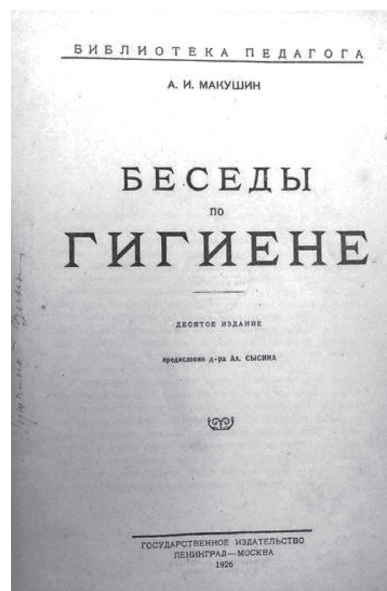 БИБЛИОТЕКА ПЕДАГОГА
А. И. МАКУШИН
БЕСЕДЫ
ПО
ГИГИЕНЕ
ДЕСЯТОЕ ИЗДАНИЕ
предисловие д-ра Ал. СЫСИНА
ГОСУДАРСТВЕННОЕ ИЗДАТЕЛЬСТВО
ЛЕНИНГРАД—МОСКВА
1926